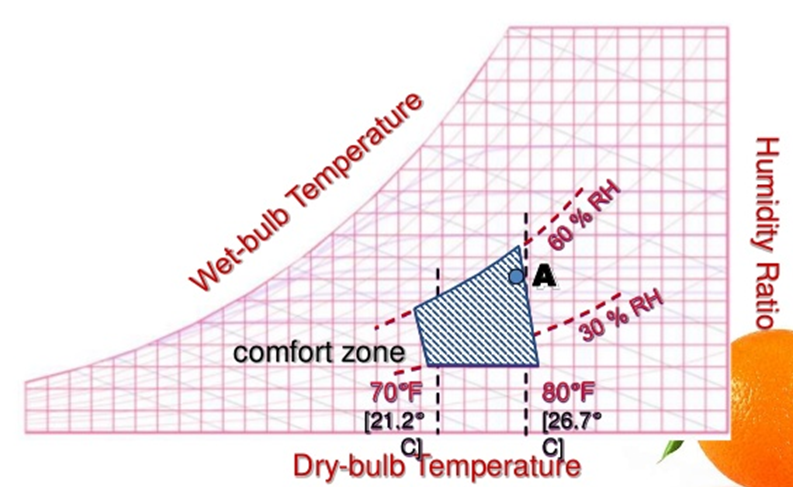 Wet-bulb Temperature
Humidity Ratio
60 % RH
A
30 % RH
comfort zone
70°F
[21.2°
C]
80°F
[26.7°
C]
Dry-bulb Temperature